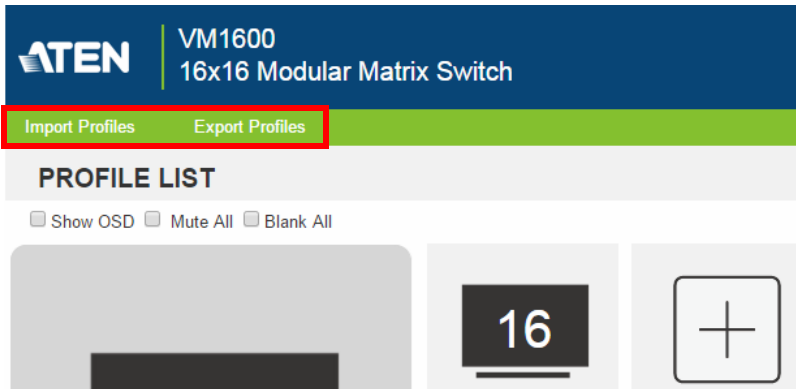 ATEN
VM1600
16x16 Modular Matrix Switch
Import Profiles Export Profiles
PROFILE LIST
Show OSD Mute All Blank All
16